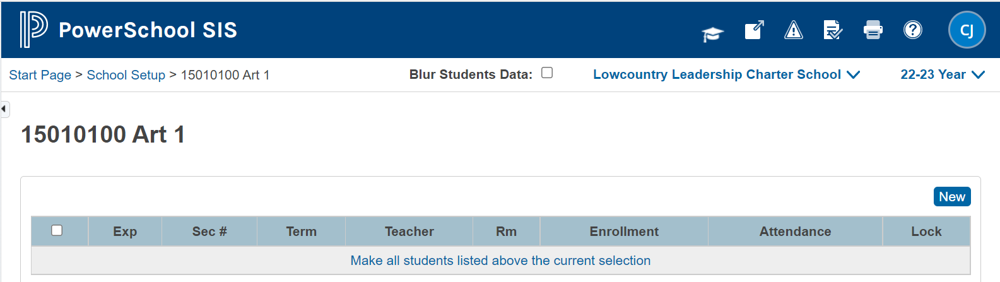 PowerSchool SIS
CJ
Start Page > School Setup > 15010100 Art 1
Blur Students Data:
Lowcountry Leadership Charter School
22-23 Year
15010100 Art 1
New
Exp Sec # Term Teacher Rm Enrollment Attendance Lock
Make all students listed above the current selection